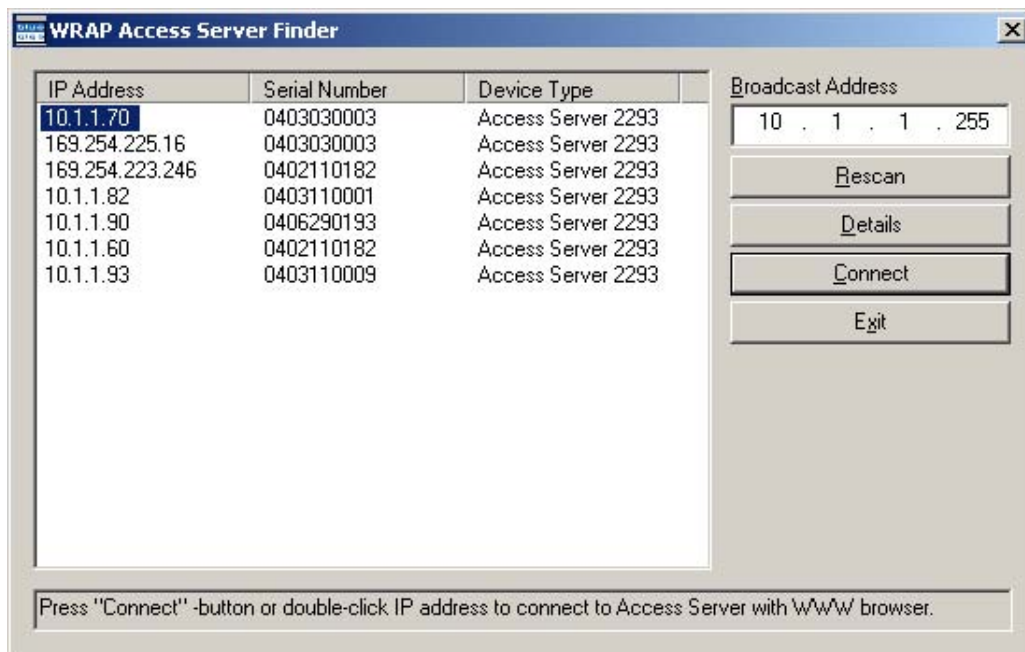 WRAP Access Server Finder
IP Address Serial Number Device Type
10.1.1.70 0403030003 Access Server 2293
169.254.225.16 0403030003 Access Server 2293
169.254.223.246 0402110182 Access Server 2293
10.1.1.82 0403110001 Access Server 2293
10.1.1.90 0406290193 Access Server 2293
10.1.1.60 0402110182 Access Server 2293
10.1.1.93 0403110009 Access Server 2293
Broadcast Address
10 . 1 . 1 . 255
Rescan
Details
Connect
Exit
Press "Connect" -button or double-click IP address to connect to Access Server with WWW browser.